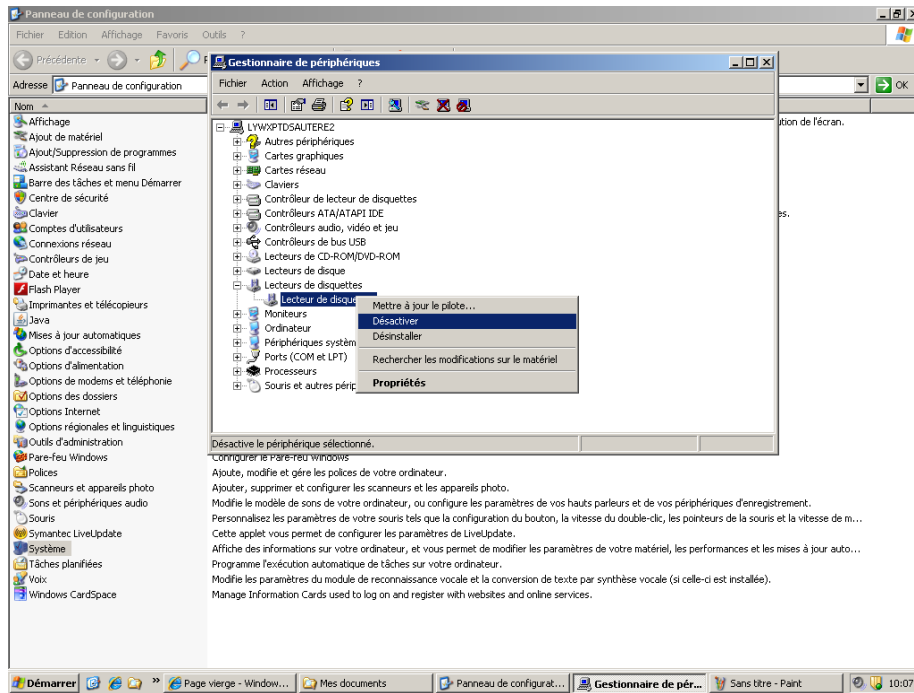 Panneau de configuration
Fichier Edition Affichage Favoris Outils ?
Précédente
Adresse Panneau de configuration OK
Gestionnaire de périphériques
Fichier Action Affichage ?
LYWXPTDSAUTERE2
Autres périphériques
Cartes graphiques
Cartes réseau
Claviers
Contrôleur de lecteur de disquettes
Contrôleurs ATA/ATAPI IDE
Contrôleurs audio, vidéo et jeu
Contrôleurs de bus USB
Lecteurs de CD-ROM/DVD-ROM
Lecteurs de disque
Lecteurs de disquettes
Lecteur de disque
Moniteurs
Ordinateur
Périphériques systèm
Ports (COM et LPT)
Processeurs
Souris et autres périp
Mettre à jour le pilote...
Désactiver
Désinstaller
Rechercher les modifications sur le matériel
Propriétés
Désactive le périphérique sélectionné.
Nom
Affichage ution de l'écran.
Ajout de matériel
Ajout/Suppression de programmes
Assistant Réseau sans fil
Barre des tâches et menu Démarrer
Centre de sécurité
Clavier es.
Comptes d'utilisateurs
Connexions réseau
Contrôleurs de jeu
Date et heure
Flash Player
Imprimantes et télécopieurs
Java
Mises à jour automatiques
Options d'accessibilité
Options d'alimentation
Options de modems et téléphonie
Options des dossiers
Options Internet
Options régionales et linguistiques
Outils d'administration
Pare-feu Windows Configurer le Pare-feu Windows
Polices Ajoute, modifie et gére les polices de votre ordinateur.
Scanneurs et appareils photo Ajouter, supprimer et configurer les scanneurs et les appareils photo.
Sons et périphériques audio Modifie le modèle de sons de votre ordinateur, ou configure les paramètres de vos hauts parleurs et de vos périphériques d'enregistrement.
Souris Personnalisez les paramètres de votre souris tels que la configuration du bouton, la vitesse du double-clic, les pointeurs de la souris et la vitesse de m...
Symantec LiveUpdate Cette applet vous permet de configurer les paramètres de LiveUpdate.
Système Affiche des informations sur votre ordinateur, et vous permet de modifier les paramètres de votre matériel, les performances et les mises à jour auto...
Tâches planifiées Programme l'exécution automatique de tâches sur votre ordinateur.
Voix Modifie les paramètres du module de reconnaissance vocale et la conversion de texte par synthèse vocale (si celle-ci est installée).
Windows CardSpace Manage Information Cards used to log on and register with websites and online services.
Démarrer » Page vierge - Window... Mes documents Panneau de configurat... Gestionnaire de pér... Sans titre - Paint 10:07